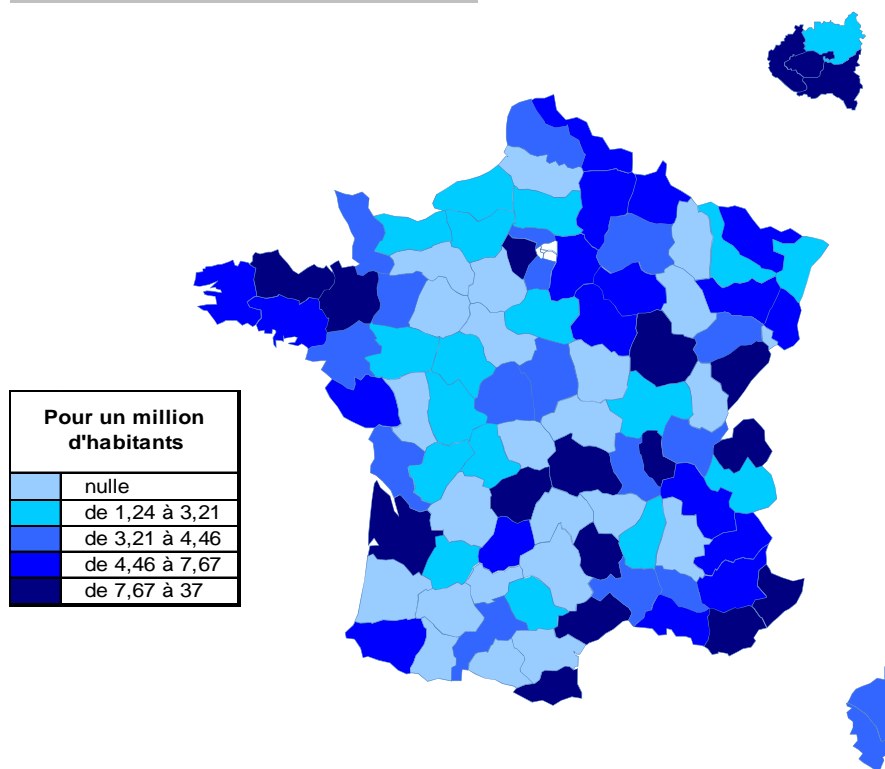 Pour un million
d'habitants
nulle
de 1,24 à 3,21
de 3,21 à 4,46
de 4,46 à 7,67
de 7,67 à 37